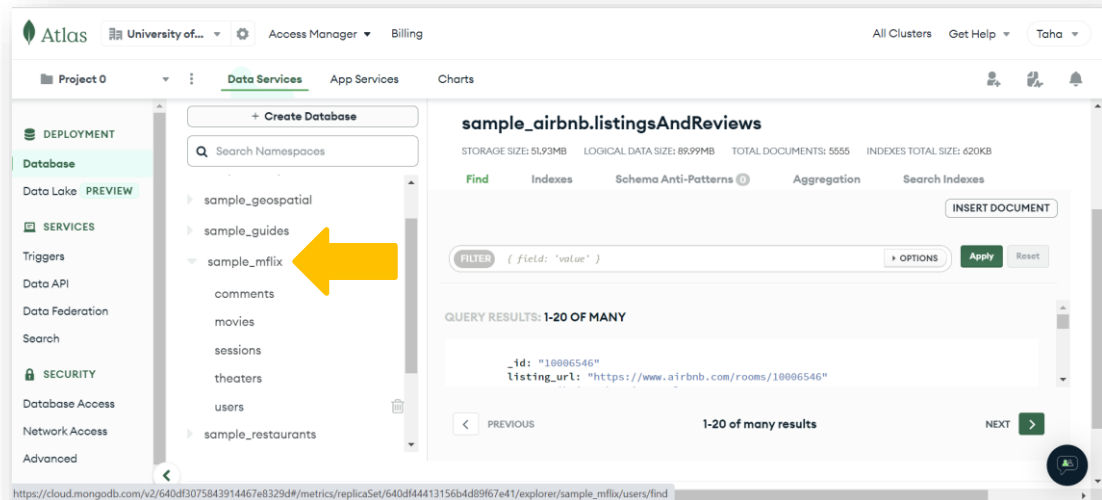 Atlas University of... Access Manager Billing All Clusters Get Help Taha
Project 0 Data Services App Services Charts
DEPLOYMENT
Database
Data Lake PREVIEW
SERVICES
Triggers
Data API
Data Federation
Search
SECURITY
Database Access
Network Access
Advanced
+ Create Database
Search Namespaces
sample_geospatial
sample_guides
sample_mflix
comments
movies
sessions
theaters
users
sample_restaurants
sample_airbnb.listingsAndReviews
STORAGE SIZE: 51.93MB LOGICAL DATA SIZE: 89.99MB TOTAL DOCUMENTS: 5555 INDEXES TOTAL SIZE: 620KB
Find Indexes Schema Anti-Patterns 0 Aggregation Search Indexes
INSERT DOCUMENT
FILTER { field: 'value' } OPTIONS Apply Reset
QUERY RESULTS: 1-20 OF MANY
_id: "10006546"
listing_url: "https://www.airbnb.com/rooms/10006546"
PREVIOUS 1-20 of many results NEXT
https://cloud.mongodb.com/v2/640df3075843914467e8329d#/metrics/replicaSet/640df44413156b4d89f67e41/explorer/sample_mflix/users/find